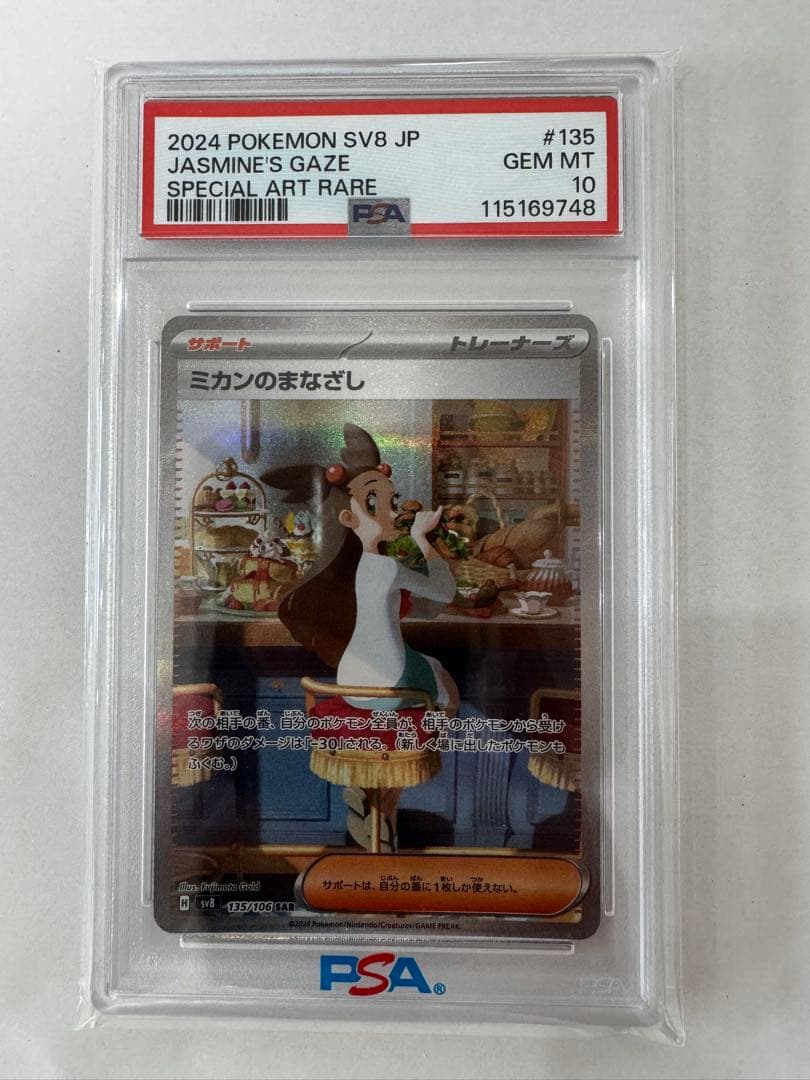 2024 POKEMON SV8 JP #135
JASMINE'S GAZE GEM MT
SPECIAL ART RARE 10
PSA 115169748
サポート トレーナーズ
ミカンのまなざし
次の相手の番、自分のポケモン全員が、相手のポケモンから受け
るワザのダメージは「-30」される。（新しく場に出したポケモンも
ふくむ。）
サポートは、自分の番に1枚しか使えない。
Illus. Fujimoto Gold
H sv8 135/106 SAR
©2024 Pokémon/Nintendo/Creatures/GAME FREAK.
PSA®
PSA